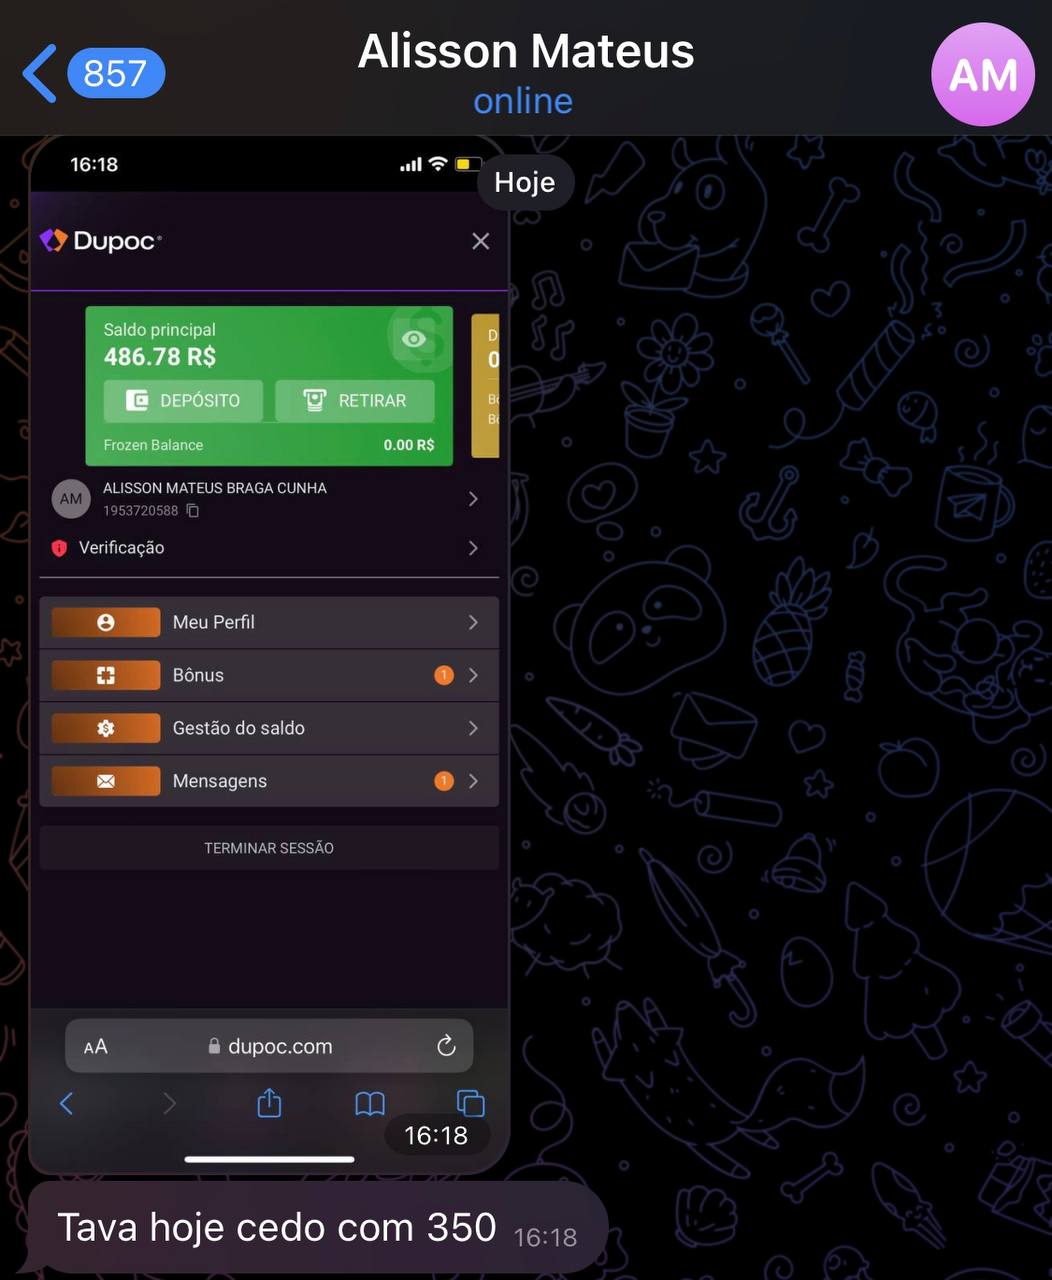 857
Alisson Mateus
online
AM
16:18
Hoje
Dupoc
Saldo principal
486.78 R$
DEPÓSITO
RETIRAR
Frozen Balance
0.00 R$
D
0
Bô
Bô
AM
ALISSON MATEUS BRAGA CUNHA
1953720588
Verificação
Meu Perfil
Bônus
1
Gestão do saldo
Mensagens
1
TERMINAR SESSÃO
AA
dupoc.com
16:18
Tava hoje cedo com 350
16:18